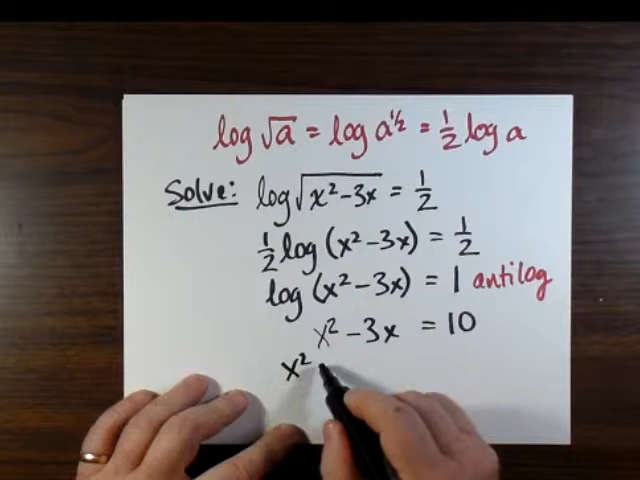 log √a = log a^½ = ½ log a
Solve: log √(x² − 3x) = ½
½ log (x² − 3x) = ½
log (x² − 3x) = 1 antilog
x² − 3x = 10
x²